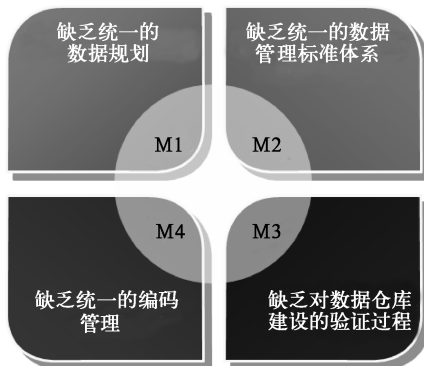 缺乏统一的
数据规划
缺乏统一的数据
管理标准体系
M1
M2
M4
M3
缺乏统一的编码
管理
缺乏对数据仓库
建设的验证过程